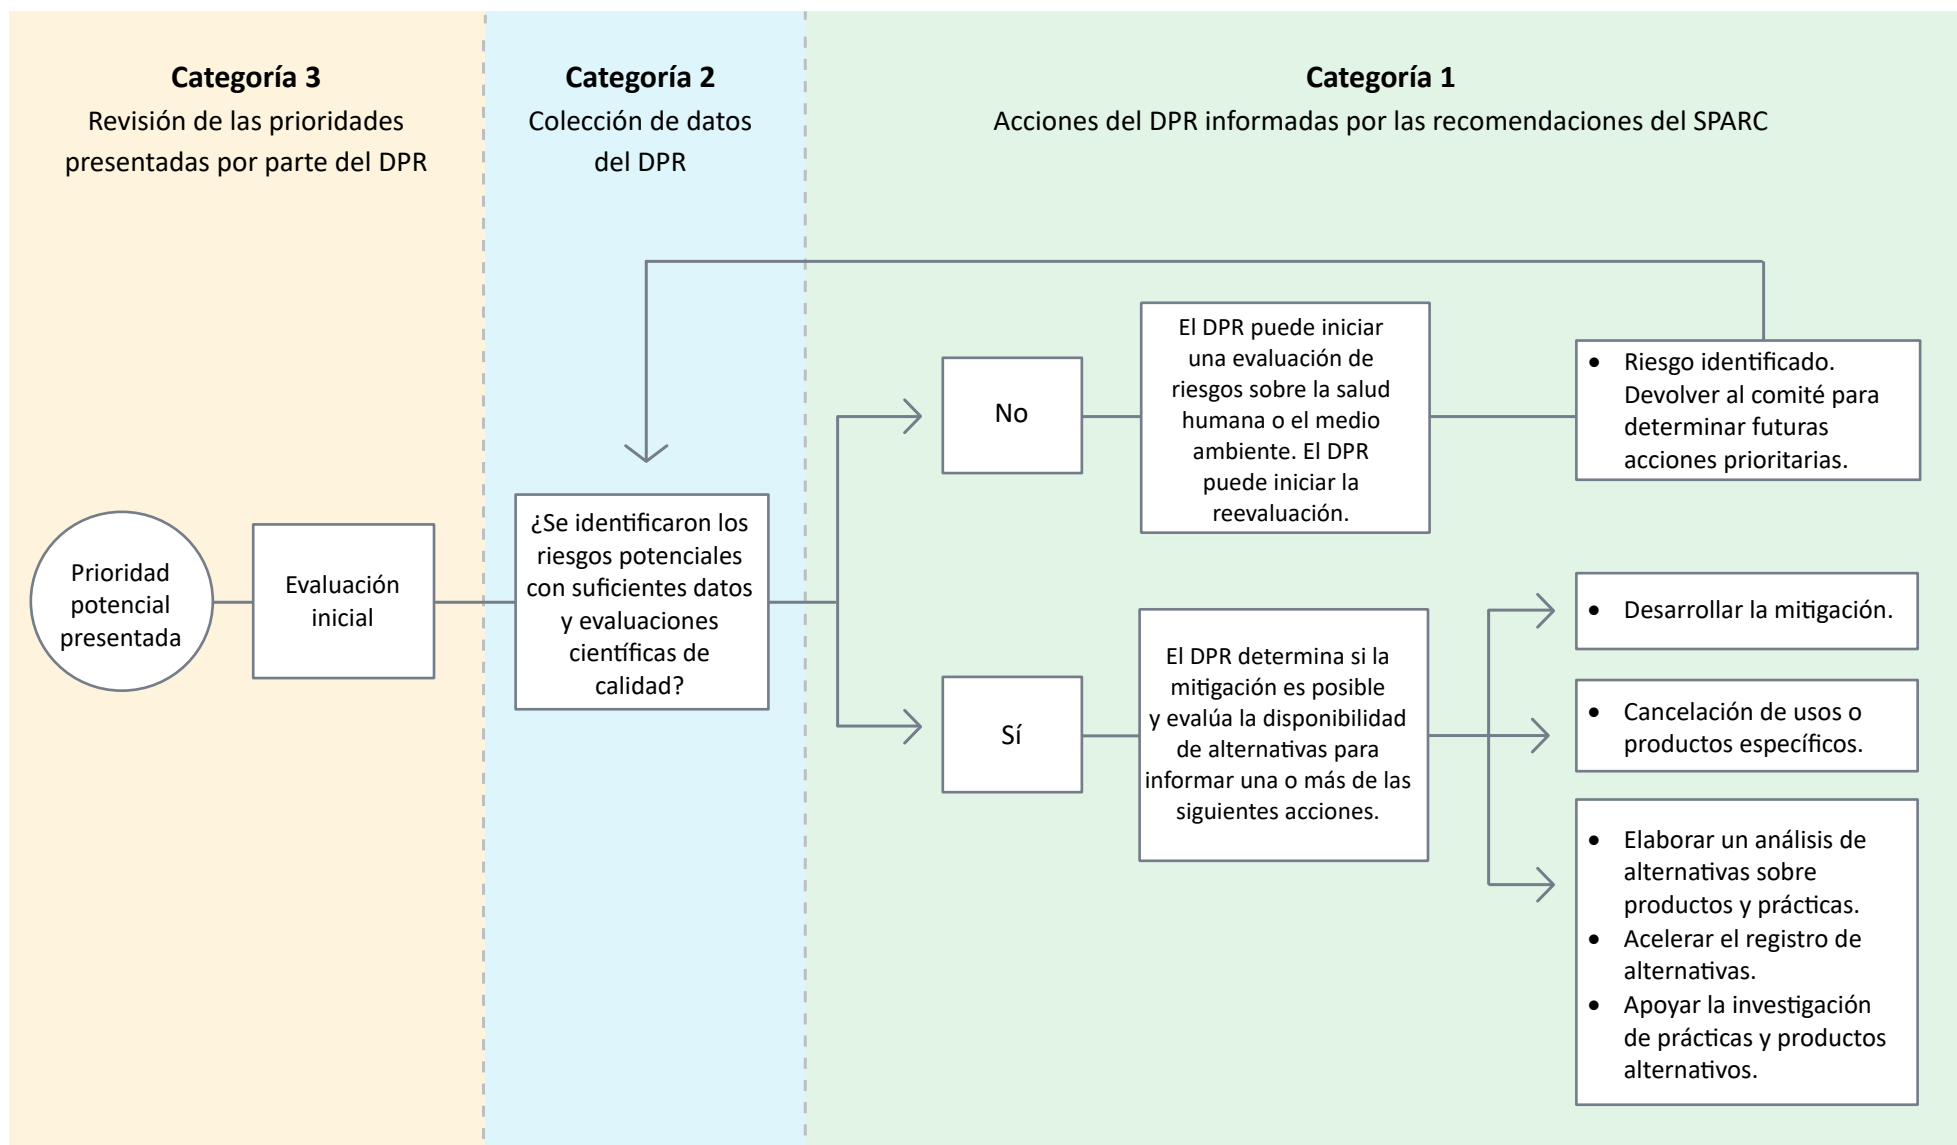 Categoría 3
Revisión de las prioridades
presentadas por parte del DPR
Categoría 2
Colección de datos
del DPR
Categoría 1
Acciones del DPR informadas por las recomendaciones del SPARC
Prioridad
potencial
presentada
Evaluación
inicial
¿Se identificaron los
riesgos potenciales
con suficientes datos
y evaluaciones
científicas de
calidad?
No
El DPR puede iniciar
una evaluación de
riesgos sobre la salud
humana o el medio
ambiente. El DPR
puede iniciar la
reevaluación.
• Riesgo identificado.
Devolver al comité para
determinar futuras
acciones prioritarias.
Sí
El DPR determina si la
mitigación es posible
y evalúa la disponibilidad
de alternativas para
informar una o más de las
siguientes acciones.
• Desarrollar la mitigación.
• Cancelación de usos o
productos específicos.
• Elaborar un análisis de
alternativas sobre
productos y prácticas.
• Acelerar el registro de
alternativas.
• Apoyar la investigación
de prácticas y productos
alternativos.